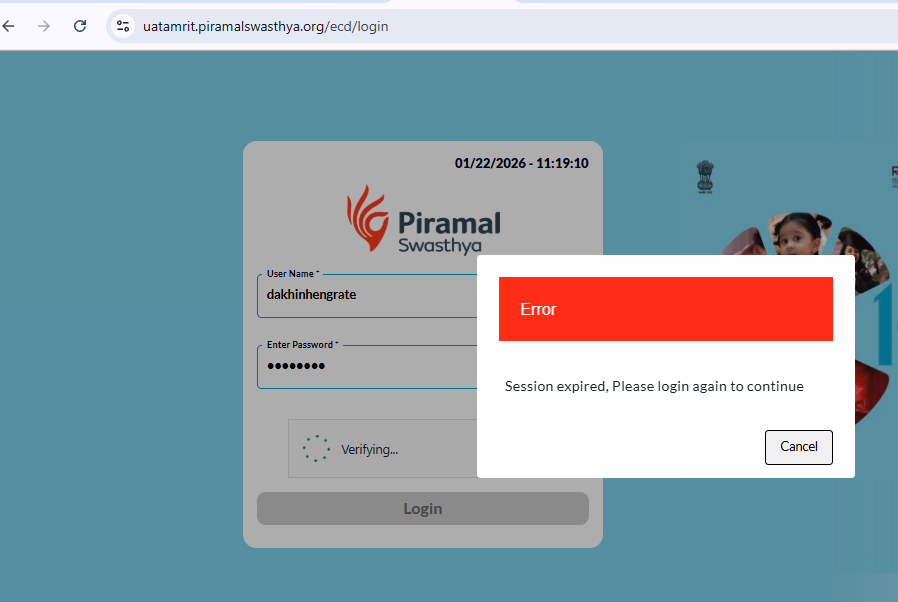 uatamrit.piramalswasthya.org/ecd/login
01/22/2026 - 11:19:10
Piramal
Swasthya
User Name *
dakhinhengrate
Enter Password *
••••••••
Verifying...
Login
Error
Session expired, Please login again to continue
Cancel
1